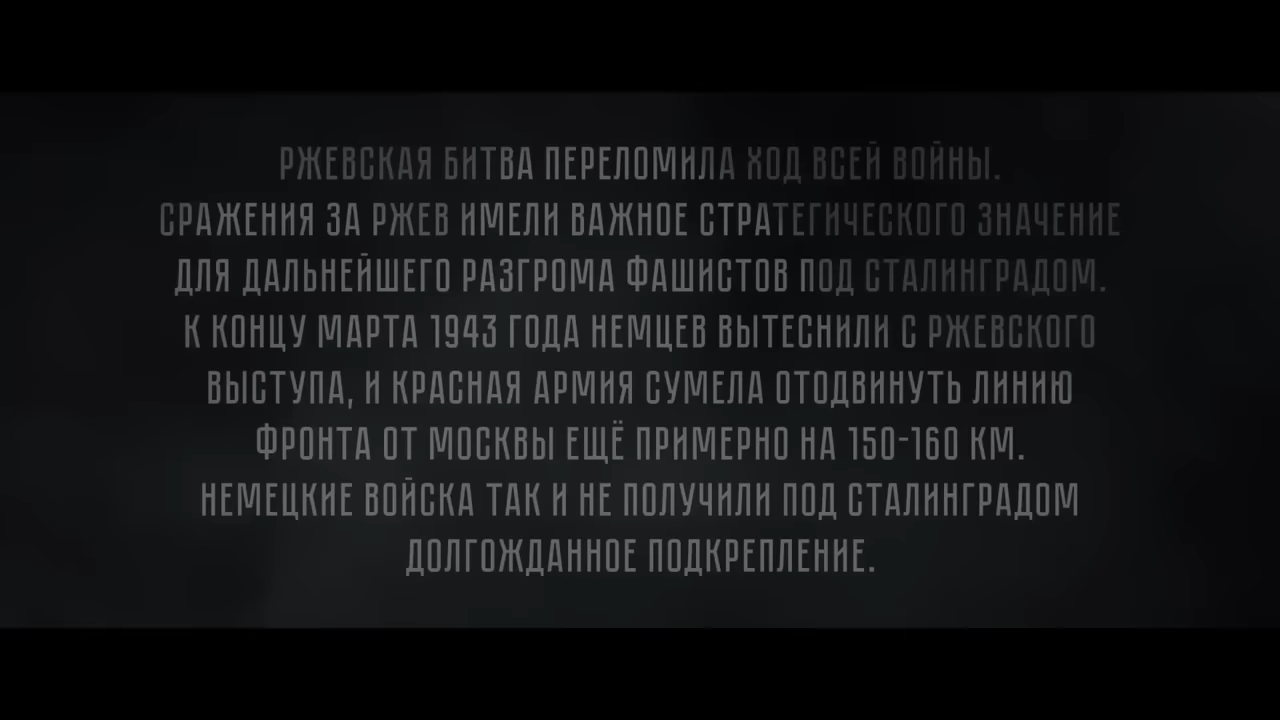 РЖЕВСКАЯ БИТВА ПЕРЕЛОМИЛА ХОД ВСЕЙ ВОЙНЫ.
СРАЖЕНИЯ ЗА РЖЕВ ИМЕЛИ ВАЖНОЕ СТРАТЕГИЧЕСКОГО ЗНАЧЕНИЕ
ДЛЯ ДАЛЬНЕЙШЕГО РАЗГРОМА ФАШИСТОВ ПОД СТАЛИНГРАДОМ.
К КОНЦУ МАРТА 1943 ГОДА НЕМЦЕВ ВЫТЕСНИЛИ С РЖЕВСКОГО
ВЫСТУПА, И КРАСНАЯ АРМИЯ СУМЕЛА ОТОДВИНУТЬ ЛИНИЮ
ФРОНТА ОТ МОСКВЫ ЕЩЁ ПРИМЕРНО НА 150-160 КМ.
НЕМЕЦКИЕ ВОЙСКА ТАК И НЕ ПОЛУЧИЛИ ПОД СТАЛИНГРАДОМ
ДОЛГОЖДАННОЕ ПОДКРЕПЛЕНИЕ.